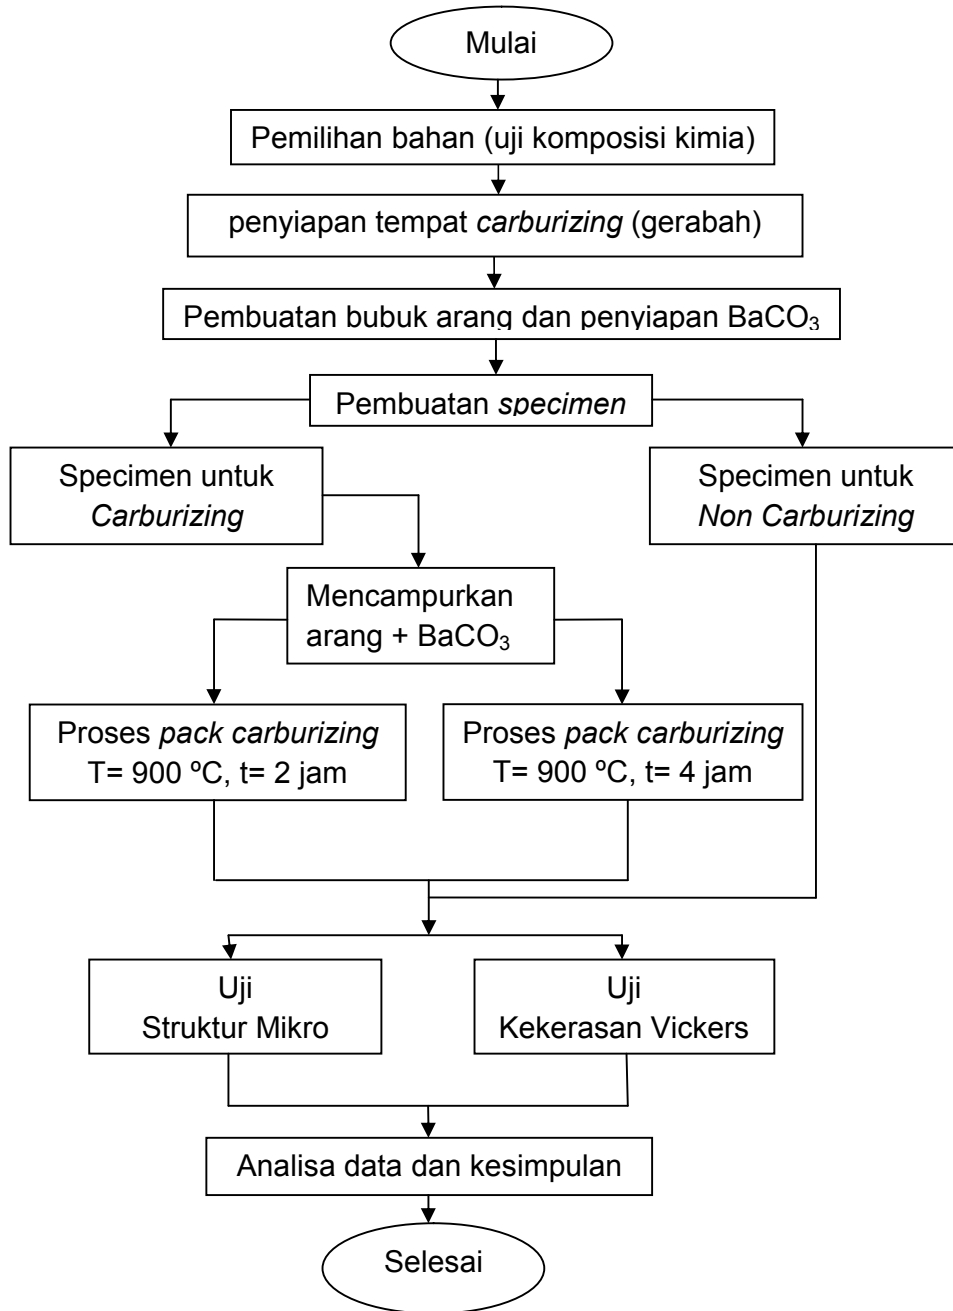 Mulai
Pemilihan bahan (uji komposisi kimia)
penyiapan tempat carburizing (gerabah)
Pembuatan bubuk arang dan penyiapan BaCO₃
Pembuatan specimen
Specimen untuk
Carburizing
Specimen untuk
Non Carburizing
Mencampurkan
arang + BaCO₃
Proses pack carburizing
T= 900 ºC, t= 2 jam
Proses pack carburizing
T= 900 ºC, t= 4 jam
Uji
Struktur Mikro
Uji
Kekerasan Vickers
Analisa data dan kesimpulan
Selesai